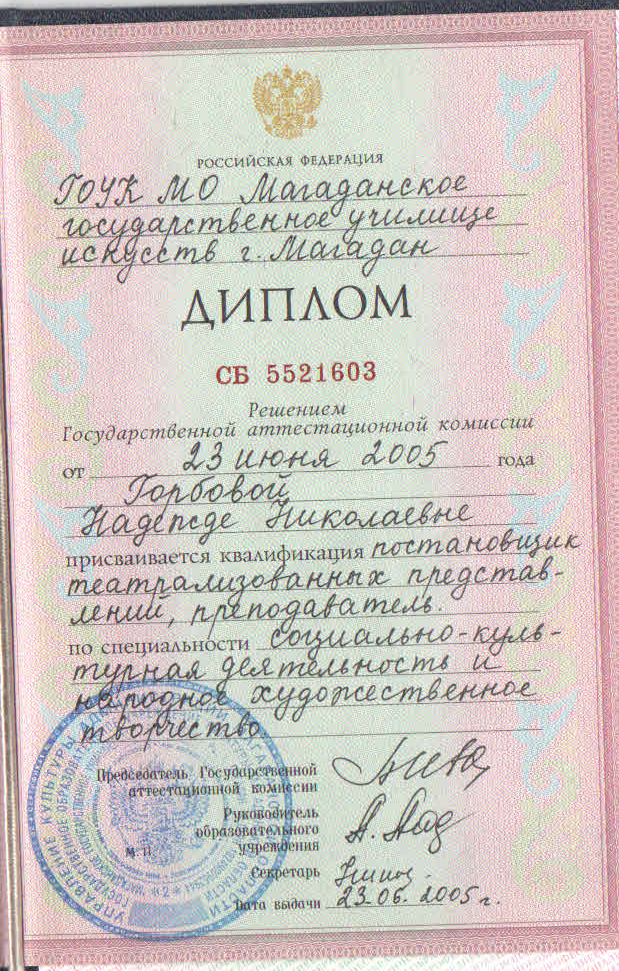 РОССИЙСКАЯ ФЕДЕРАЦИЯ
ГОУК МО Магаданское
государственное училище
искусств г. Магадан
ДИПЛОМ
СБ 5521603
Решением
Государственной аттестационной комиссии
от 23 июня 2005 года
Горбовой
Надежде Николаевне
присваивается квалификация постановщик
театрализованных представ-
лений, преподаватель.
по специальности социально-куль-
турная деятельность и
народное художественное
творчество
Председатель Государственной
аттестационной комиссии
Руководитель
образовательного
М. П. учреждения
Секретарь
Дата выдачи 23.06.2005 г.
УПРАВЛЕНИЕ КУЛЬТУРЫ